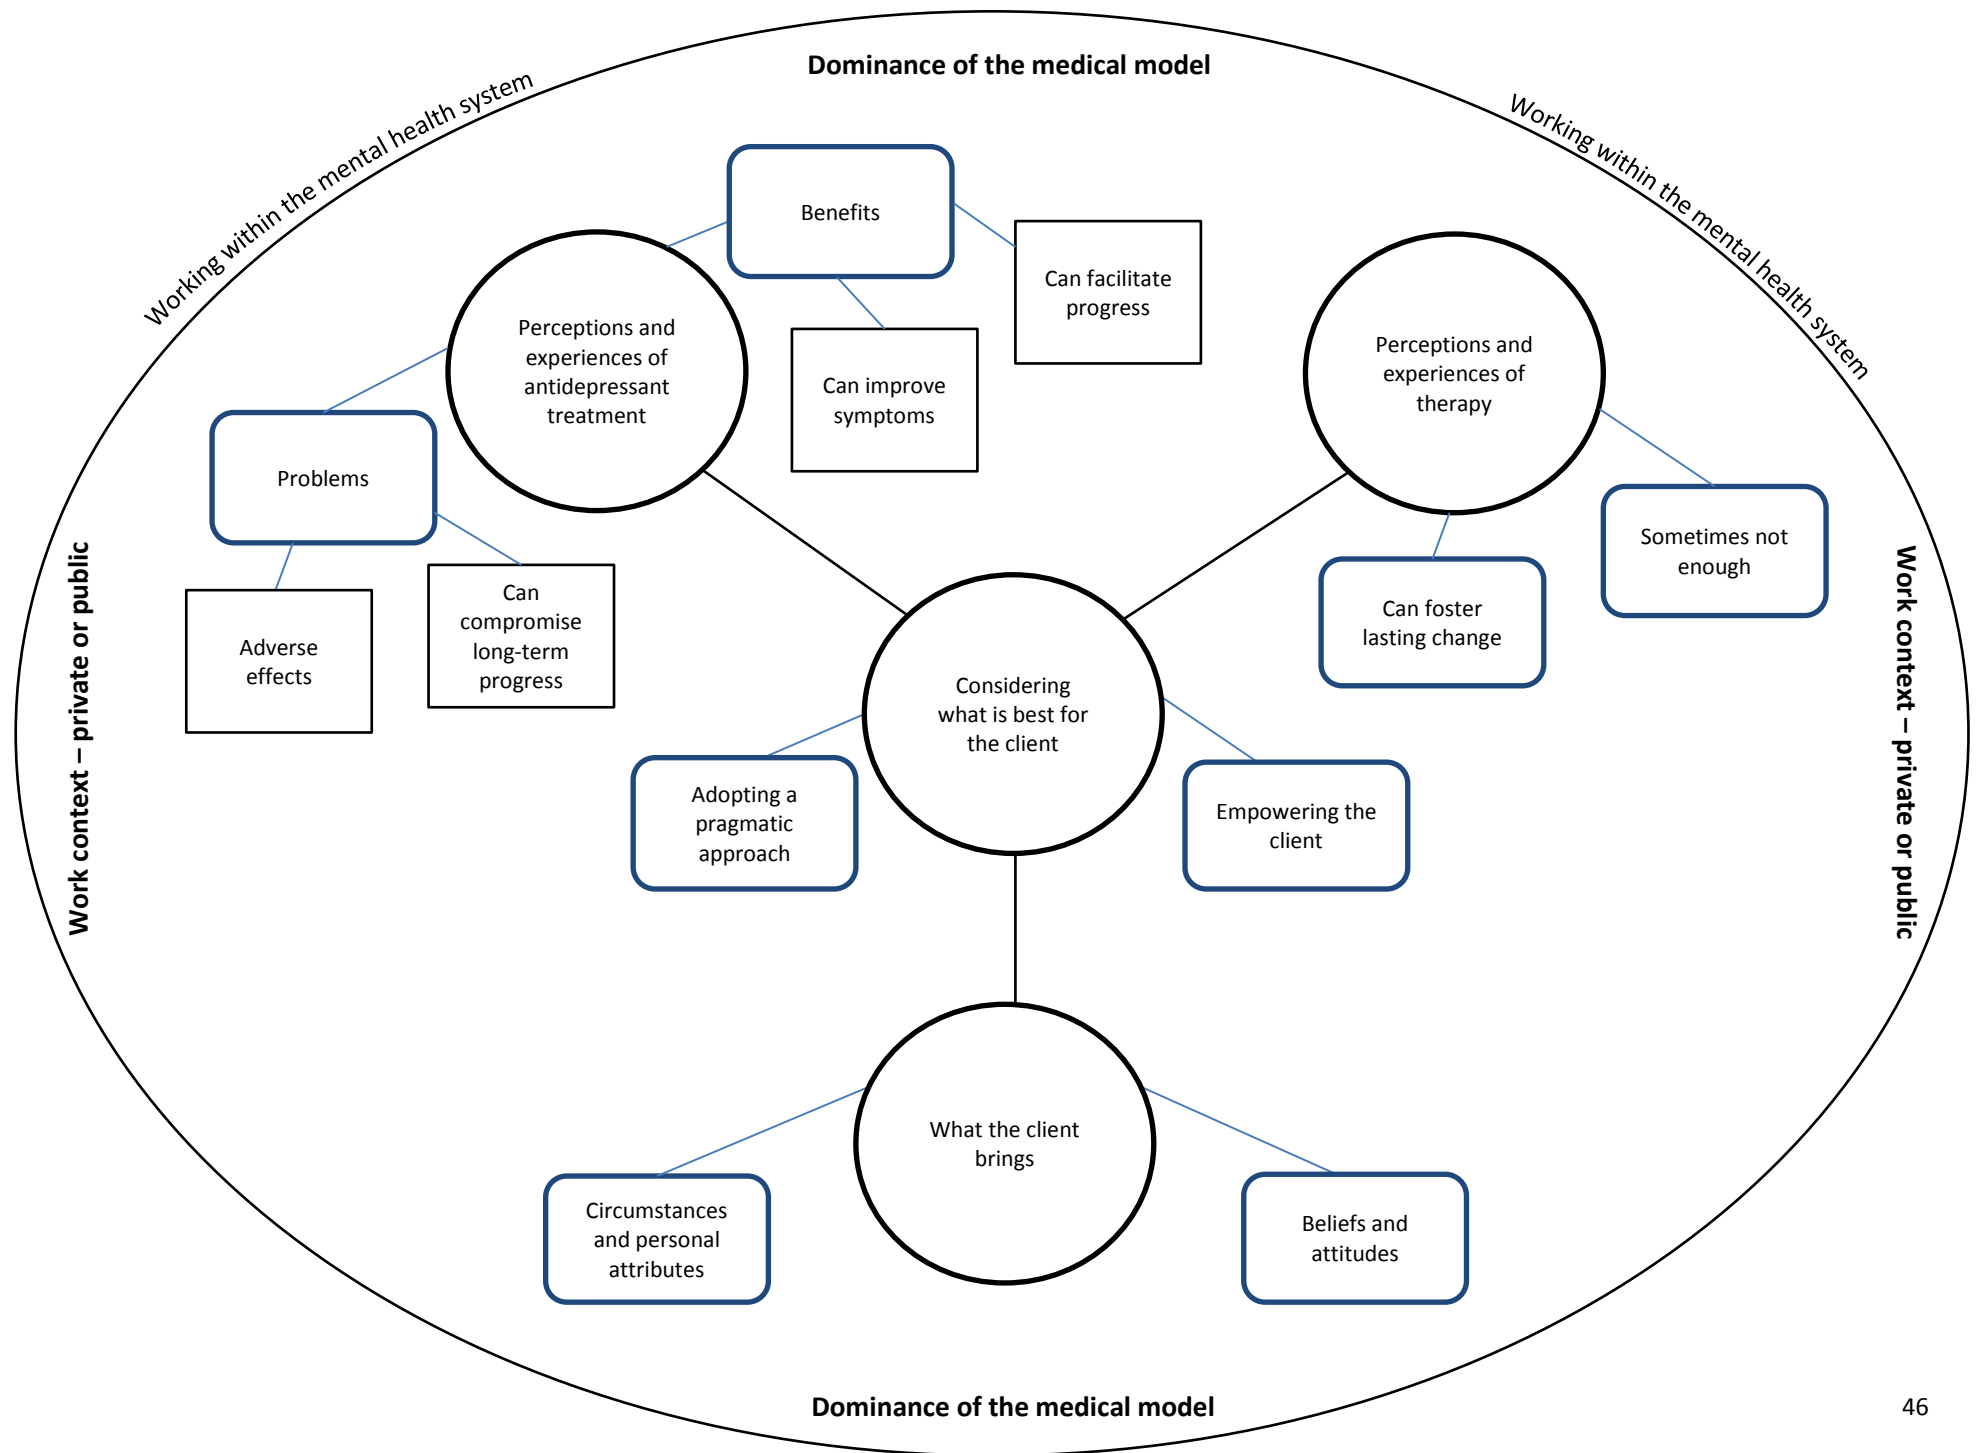 Dominance of the medical model
Working within the mental health system
Working within the mental health system
Benefits
Can facilitate
progress
Perceptions and
experiences of
antidepressant
treatment
Perceptions and
experiences of
therapy
Can improve
symptoms
Problems
Sometimes not
enough
Can foster
lasting change
Adverse
effects
Can
compromise
long-term
progress
Work context – private or public
Work context – private or public
Considering
what is best for
the client
Adopting a
pragmatic
approach
Empowering the
client
What the client
brings
Circumstances
and personal
attributes
Beliefs and
attitudes
Dominance of the medical model
46